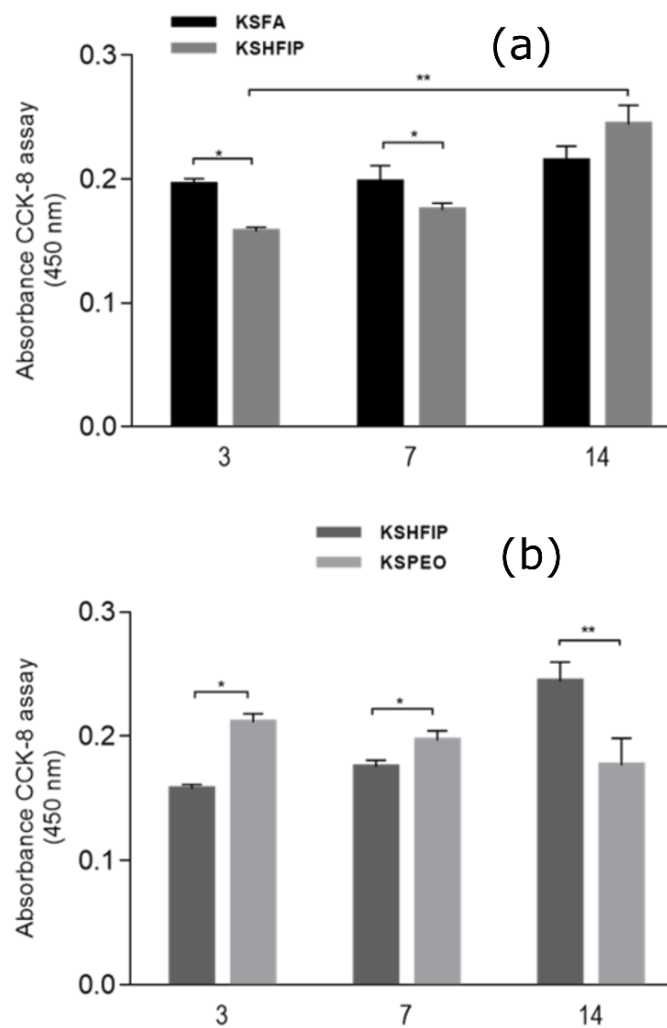 KSFA
KSHFIP
(a)
Absorbance CCK-8 assay
(450 nm)
0.3
0.2
0.1
0.0
*
*
**
3 7 14
KSHFIP
KSPEO
(b)
Absorbance CCK-8 assay
(450 nm)
0.3
0.2
0.1
0.0
*
*
**
3 7 14